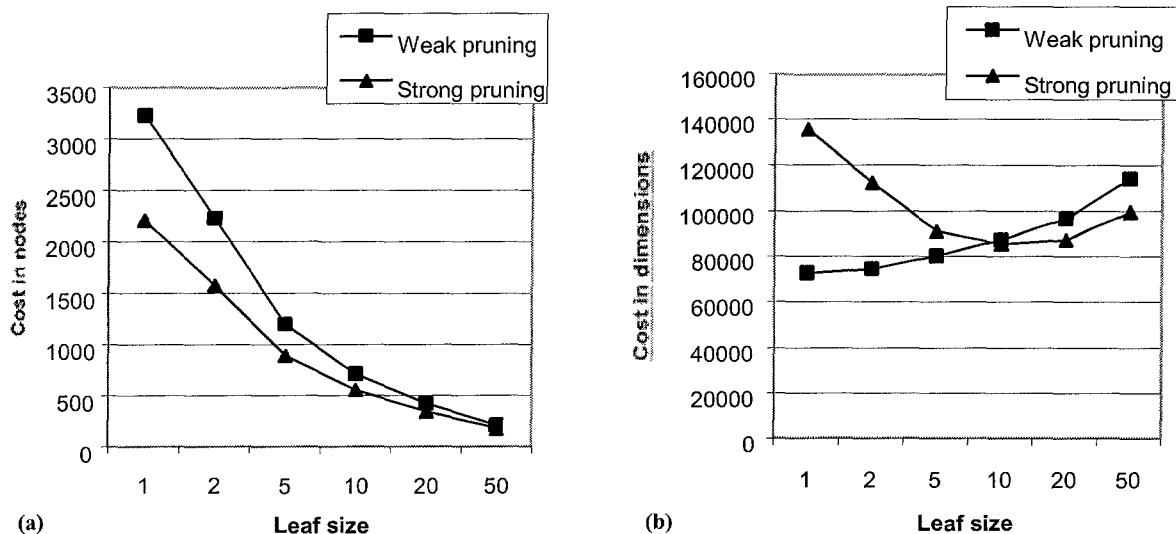 Weak pruning
Strong pruning
Cost in nodes
3500
3000
2500
2000
1500
1000
500
0
1 2 5 10 20 50
Leaf size
(a)
Weak pruning
Strong pruning
Cost in dimensions
160000
140000
120000
100000
80000
60000
40000
20000
0
1 2 5 10 20 50
Leaf size
(b)